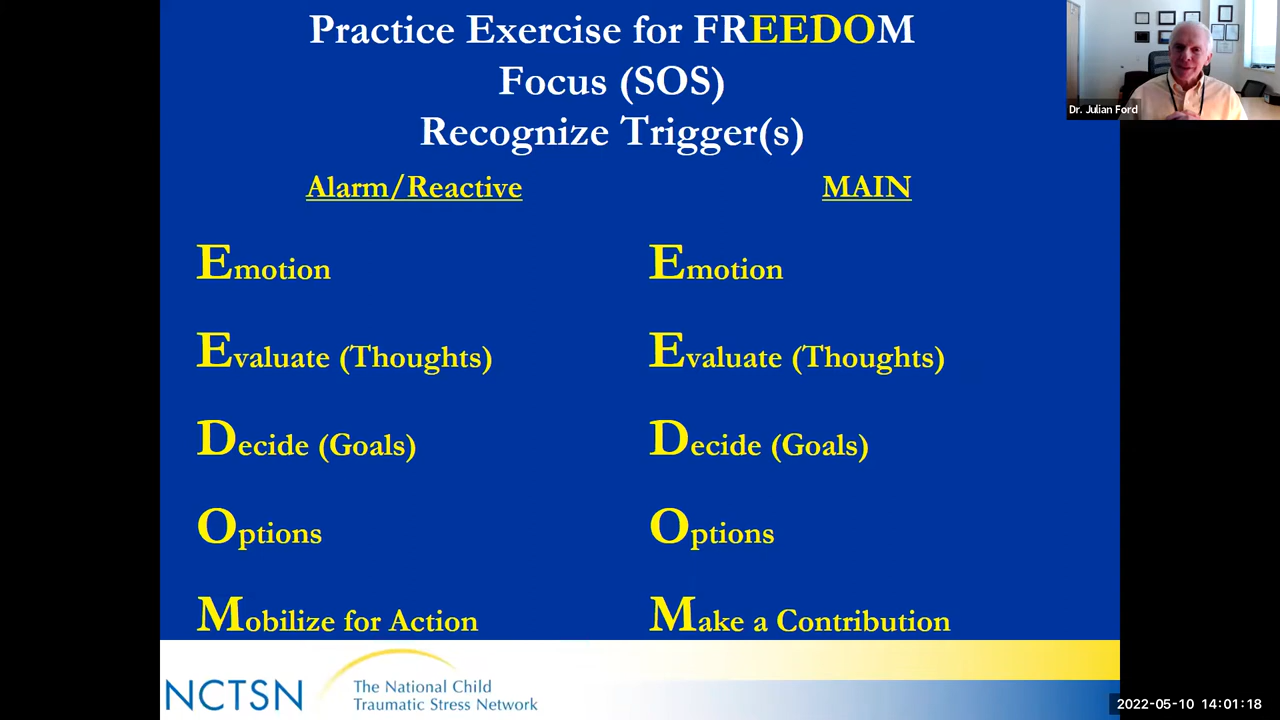 Practice Exercise for FREEDOM
Focus (SOS)
Recognize Trigger(s)
Dr. Julian Ford
Alarm/Reactive
MAIN
Emotion
Emotion
Evaluate (Thoughts)
Evaluate (Thoughts)
Decide (Goals)
Decide (Goals)
Options
Options
Mobilize for Action
Make a Contribution
NCTSN
The National Child
Traumatic Stress Network
2022-05-10 14:01:18